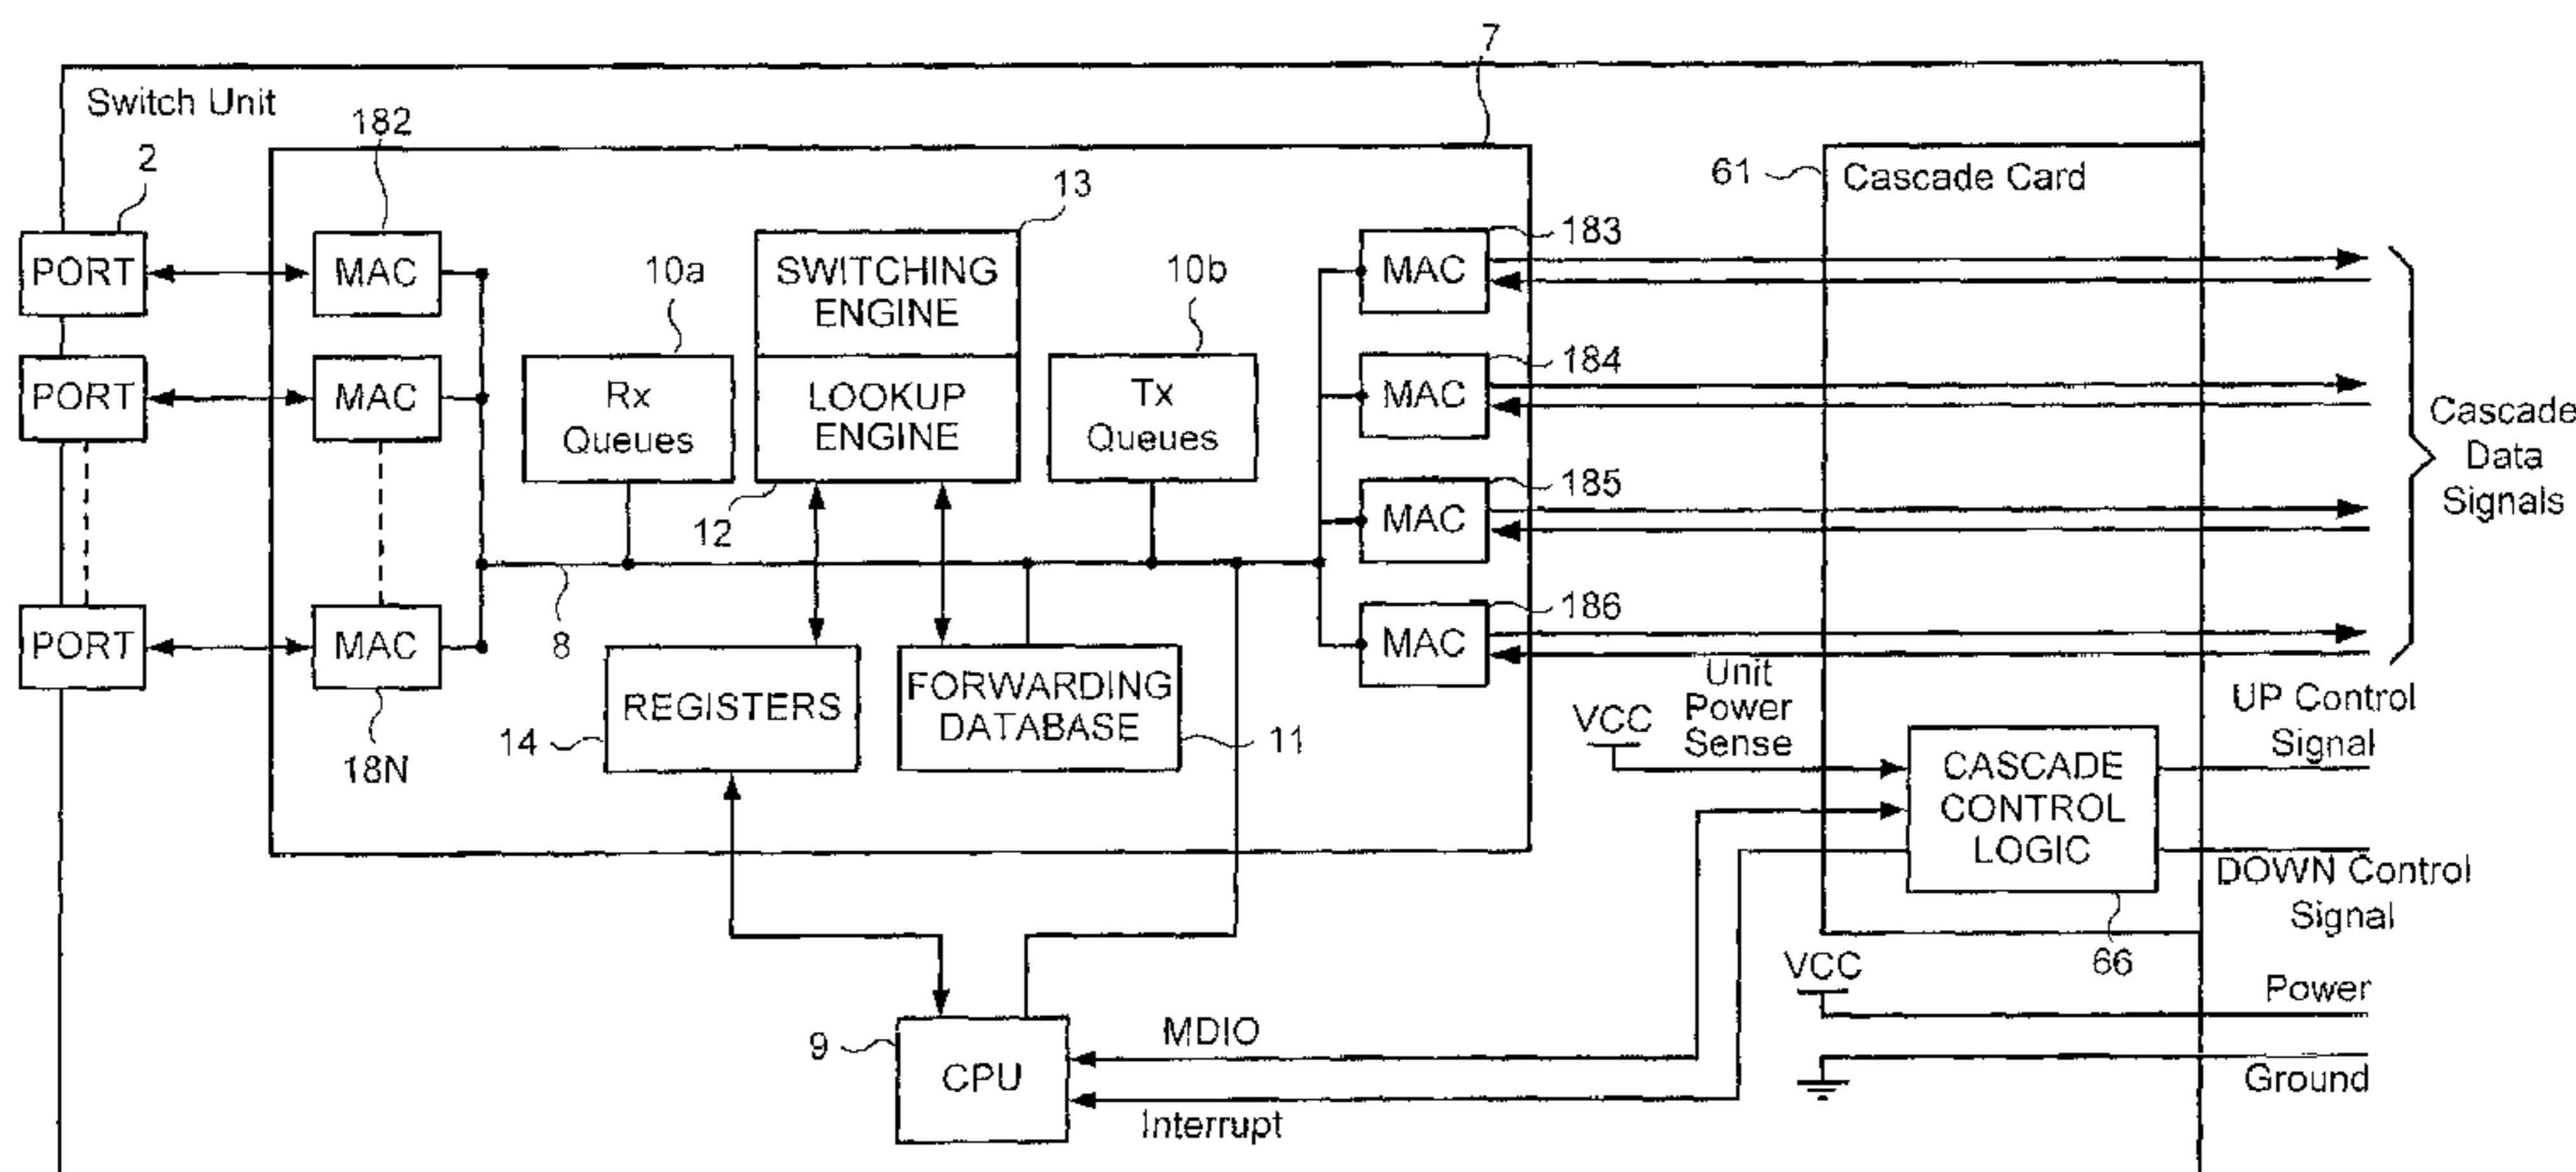 7
Switch Unit
182
2
61
Cascade Card
13
183
PORT
MAC
10a
SWITCHING
ENGINE
10b
MAC
184
PORT
MAC
Rx
Queues
LOOKUP
ENGINE
Tx
Queues
MAC
Cascade
Data
Signals
185
12
MAC
8
186
PORT
MAC
MAC
REGISTERS
FORWARDING
DATABASE
Unit
Power
Sense
VCC
UP Control
Signal
14
11
18N
CASCADE
CONTROL
LOGIC
DOWN Control
Signal
66
VCC
Power
9
CPU
MDIO
Ground
Interrupt